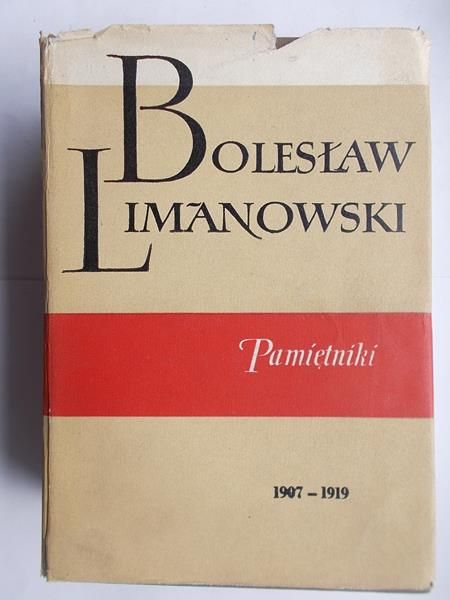 BOLESŁAW
LIMANOWSKI
Pamiętniki
1907 – 1919